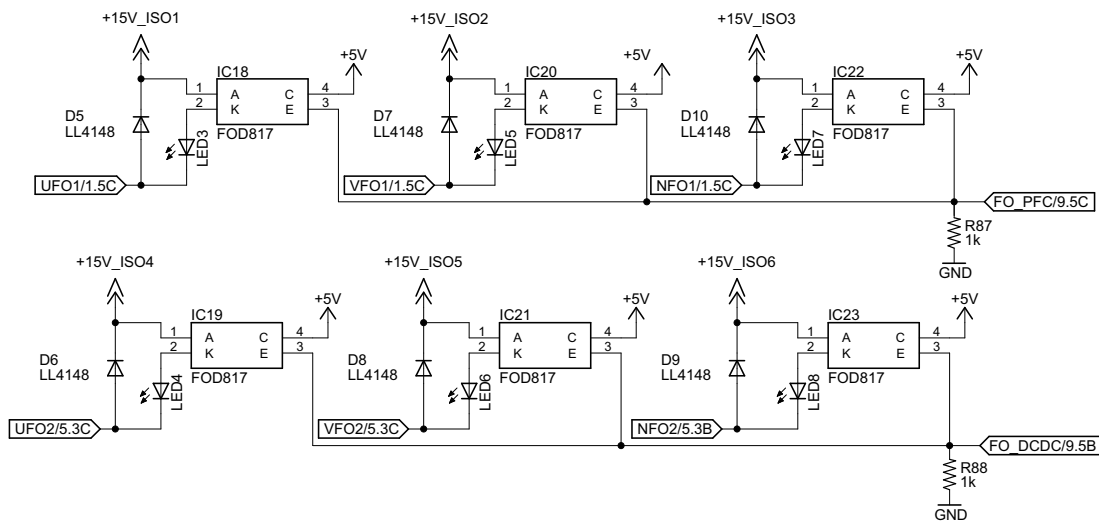 +15V_ISO1
+15V_ISO2
+15V_ISO3
+5V
+5V
+5V
IC18
IC20
IC22
1 A C 4
2 K E 3
1 A C 4
2 K E 3
1 A C 4
2 K E 3
D5
LL4148
LED3
FOD817
D7
LL4148
LED5
FOD817
D10
LL4148
LED7
FOD817
UFO1/1.5C
VFO1/1.5C
NFO1/1.5C
FO_PFC/9.5C
R87
1k
GND
+15V_ISO4
+15V_ISO5
+15V_ISO6
+5V
+5V
+5V
IC19
IC21
IC23
1 A C 4
2 K E 3
1 A C 4
2 K E 3
1 A C 4
2 K E 3
D6
LL4148
LED4
FOD817
D8
LL4148
LED6
FOD817
D9
LL4148
LED8
FOD817
UFO2/5.3C
VFO2/5.3C
NFO2/5.3B
FO_DCDC/9.5B
R88
1k
GND